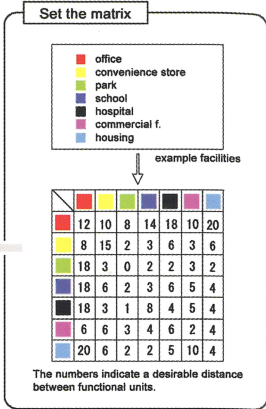 Set the matrix
office
convenience store
park
school
hospital
commercial f.
housing
example facilities
12 10 8 14 18 10 20
8 15 2 3 6 3 6
18 3 0 2 2 3 2
18 6 2 3 6 5 4
18 3 1 8 4 5 4
6 6 3 4 6 2 4
20 6 2 2 5 10 4
The numbers indicate a desirable distance
between functional units.